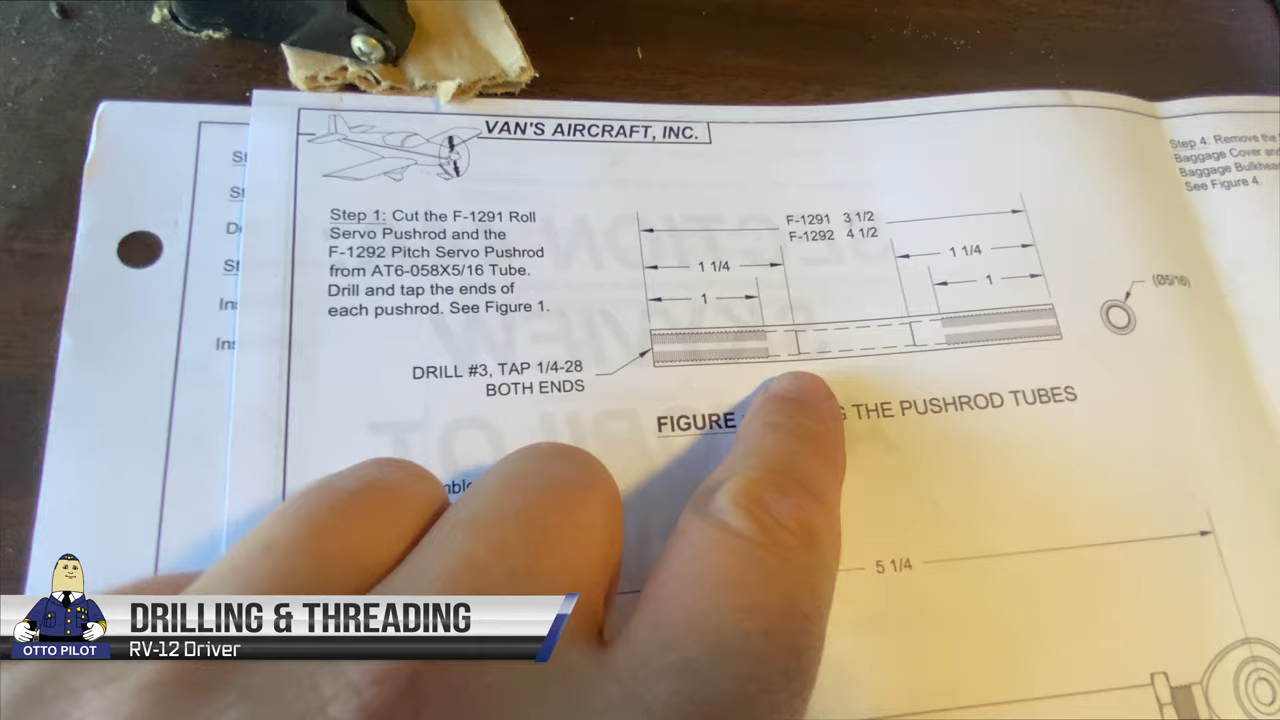 VAN'S AIRCRAFT, INC.
Step 1: Cut the F-1291 Roll
Servo Pushrod and the
F-1292 Pitch Servo Pushrod
from AT6-058X5/16 Tube.
Drill and tap the ends of
each pushrod. See Figure 1.
F-1291 3 1/2
F-1292 4 1/2
1 1/4
1 1/4
1
1
(Ø5/16)
DRILL #3, TAP 1/4-28
BOTH ENDS
FIGURE THE PUSHROD TUBES
5 1/4
Step 4: Remove the
Baggage Cover and
Baggage Bulkhead
See Figure 4.
DRILLING & THREADING
RV-12 Driver
OTTO PILOT